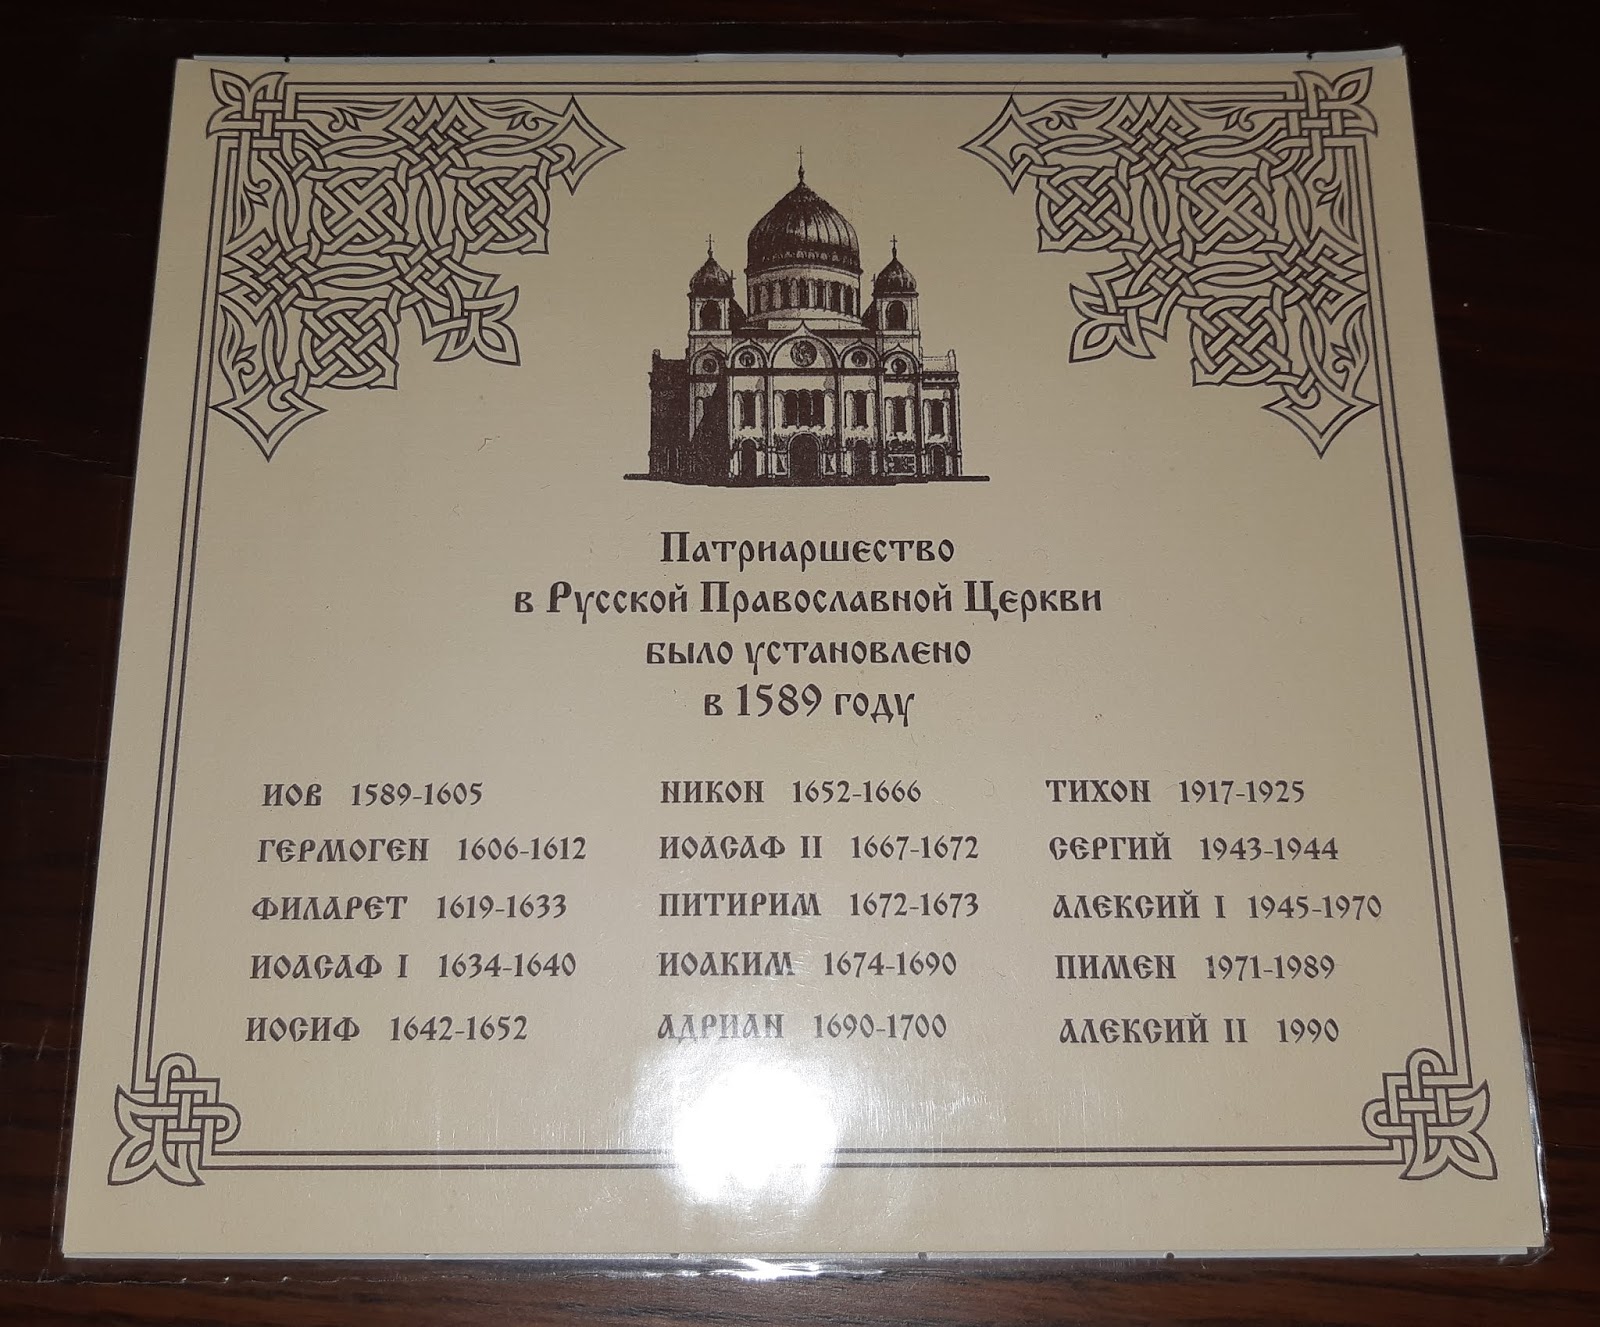 Патриаршество
в Русской Православной Церкви
было установлено
в 1589 году
ИОВ 1589-1605
ГЕРМОГЕН 1606-1612
ФИЛАРЕТ 1619-1633
ИОАСАФ I 1634-1640
ИОСИФ 1642-1652
НИКОН 1652-1666
ИОАСАФ II 1667-1672
ПИТИРИМ 1672-1673
ИОАКИМ 1674-1690
АДРИАН 1690-1700
ТИХОН 1917-1925
СЕРГИЙ 1943-1944
АЛЕКСИЙ I 1945-1970
ПИМЕН 1971-1989
АЛЕКСИЙ II 1990